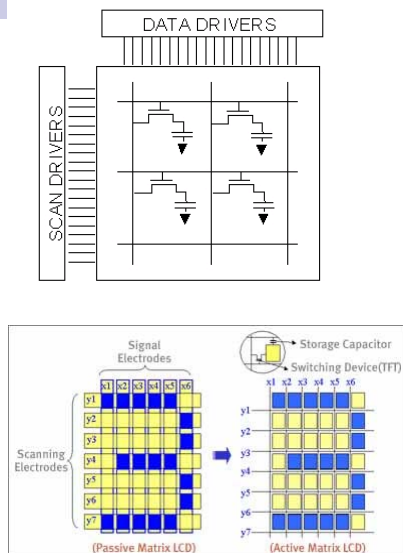 DATA DRIVERS
SCAN DRIVERS
Signal
Electrodes
Storage Capacitor
Switching Device(TFT)
x1 x2 x3 x4 x5 x6
x1 x2 x3 x4 x5 x6
y1
y2
y3
y4
y5
y6
y7
Scanning
Electrodes
y1
y2
y3
y4
y5
y6
y7
(Passive Matrix LCD)
(Active Matrix LCD)